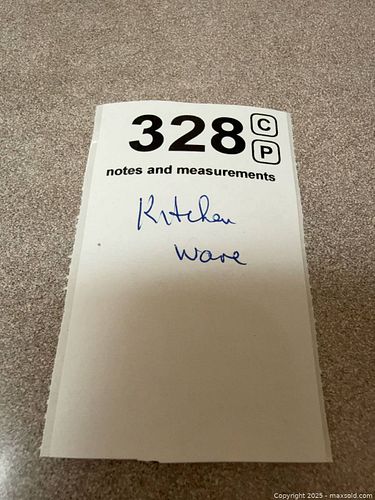 328 C
P
notes and measurements
Kitchen
ware
Copyright 2025 - maxsold.com